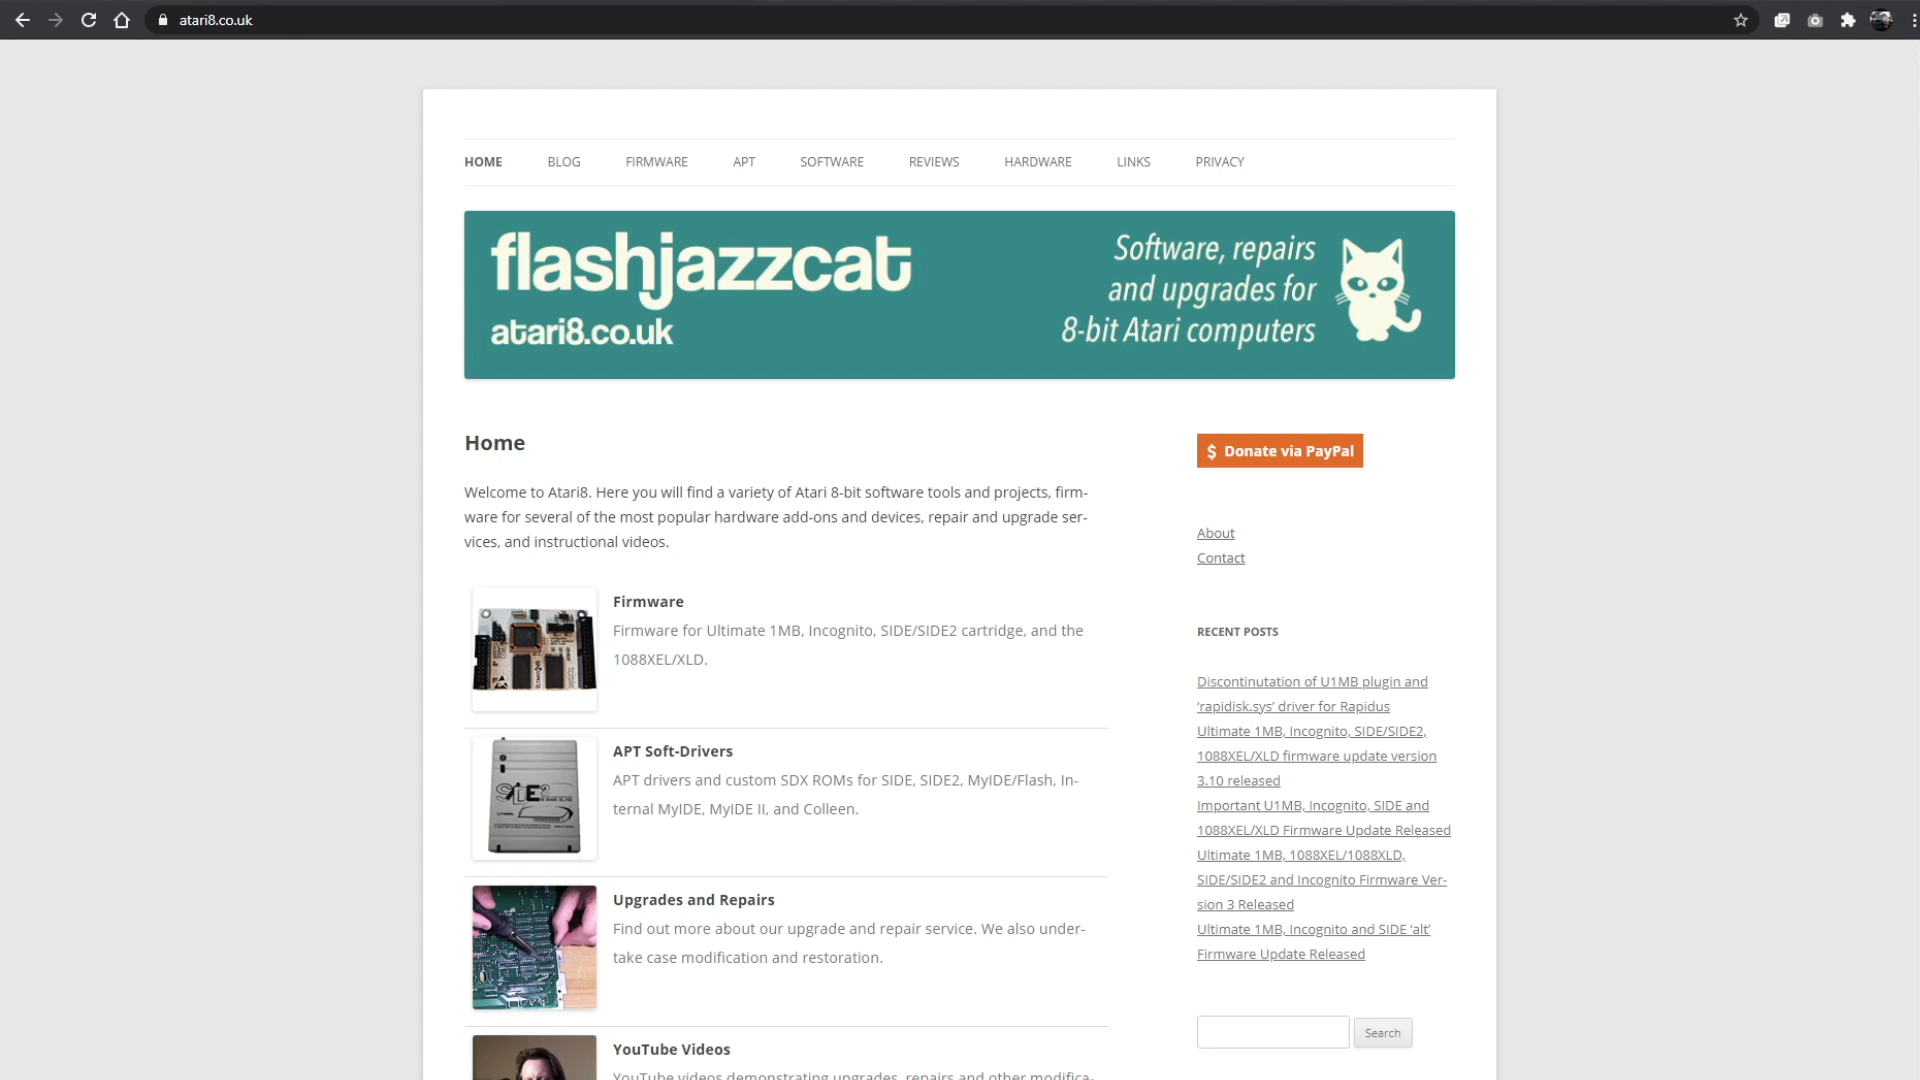 atari8.co.uk
HOME BLOG FIRMWARE APT SOFTWARE REVIEWS HARDWARE LINKS PRIVACY
flashjazzcat
atari8.co.uk
Software, repairs
and upgrades for
8-bit Atari computers
Home
Welcome to Atari8. Here you will find a variety of Atari 8-bit software tools and projects, firm-
ware for several of the most popular hardware add-ons and devices, repair and upgrade ser-
vices, and instructional videos.
Firmware
Firmware for Ultimate 1MB, Incognito, SIDE/SIDE2 cartridge, and the
1088XEL/XLD.
SIDE2
APT Soft-Drivers
APT drivers and custom SDX ROMs for SIDE, SIDE2, MyIDE/Flash, In-
ternal MyIDE, MyIDE II, and Colleen.
Upgrades and Repairs
Find out more about our upgrade and repair service. We also under-
take case modification and restoration.
YouTube Videos
YouTube videos demonstrating upgrades, repairs and other modifica-
$ Donate via PayPal
About
Contact
RECENT POSTS
Discontinutation of U1MB plugin and
‘rapidisk.sys’ driver for Rapidus
Ultimate 1MB, Incognito, SIDE/SIDE2,
1088XEL/XLD firmware update version
3.10 released
Important U1MB, Incognito, SIDE and
1088XEL/XLD Firmware Update Released
Ultimate 1MB, 1088XEL/1088XLD,
SIDE/SIDE2 and Incognito Firmware Ver-
sion 3 Released
Ultimate 1MB, Incognito and SIDE ‘alt’
Firmware Update Released
Search